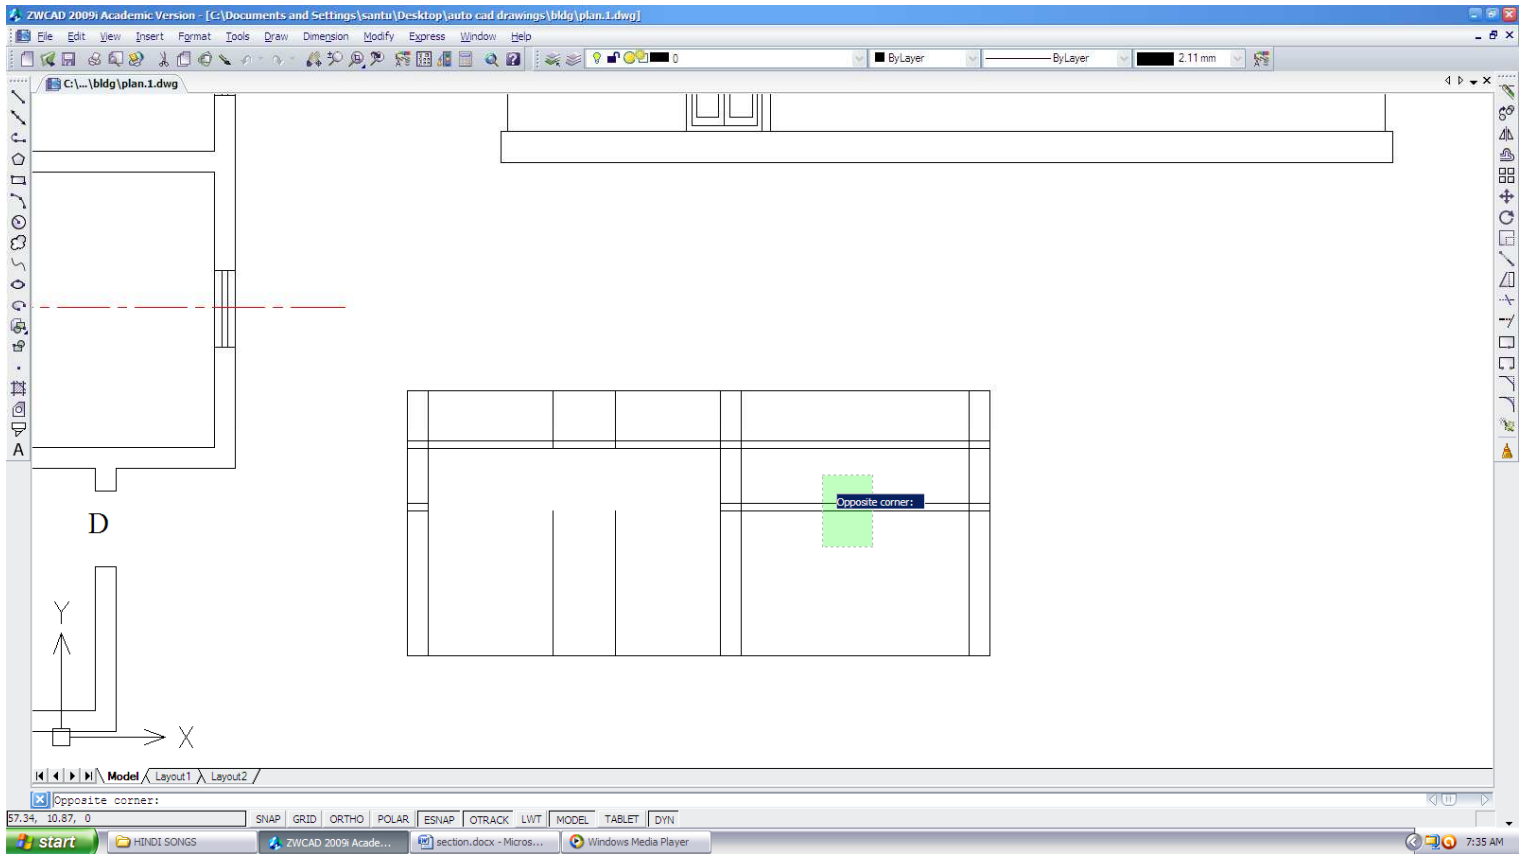 ZWCAD 2009i Academic Version - [C:\Documents and Settings\santu\Desktop\auto cad drawings\bldg\plan.1.dwg]
File Edit View Insert Format Tools Draw Dimension Modify Express Window Help
0 ByLayer ByLayer 2.11 mm
C:\...\bldg\plan.1.dwg
A
Opposite corner:
D
Y
X
Model Layout1 Layout2
Opposite corner:
57.34, 10.87, 0 SNAP GRID ORTHO POLAR ESNAP OTRACK LWT MODEL TABLET DYN
start HINDI SONGS ZWCAD 2009i Acade... section.docx - Micros... Windows Media Player 7:35 AM